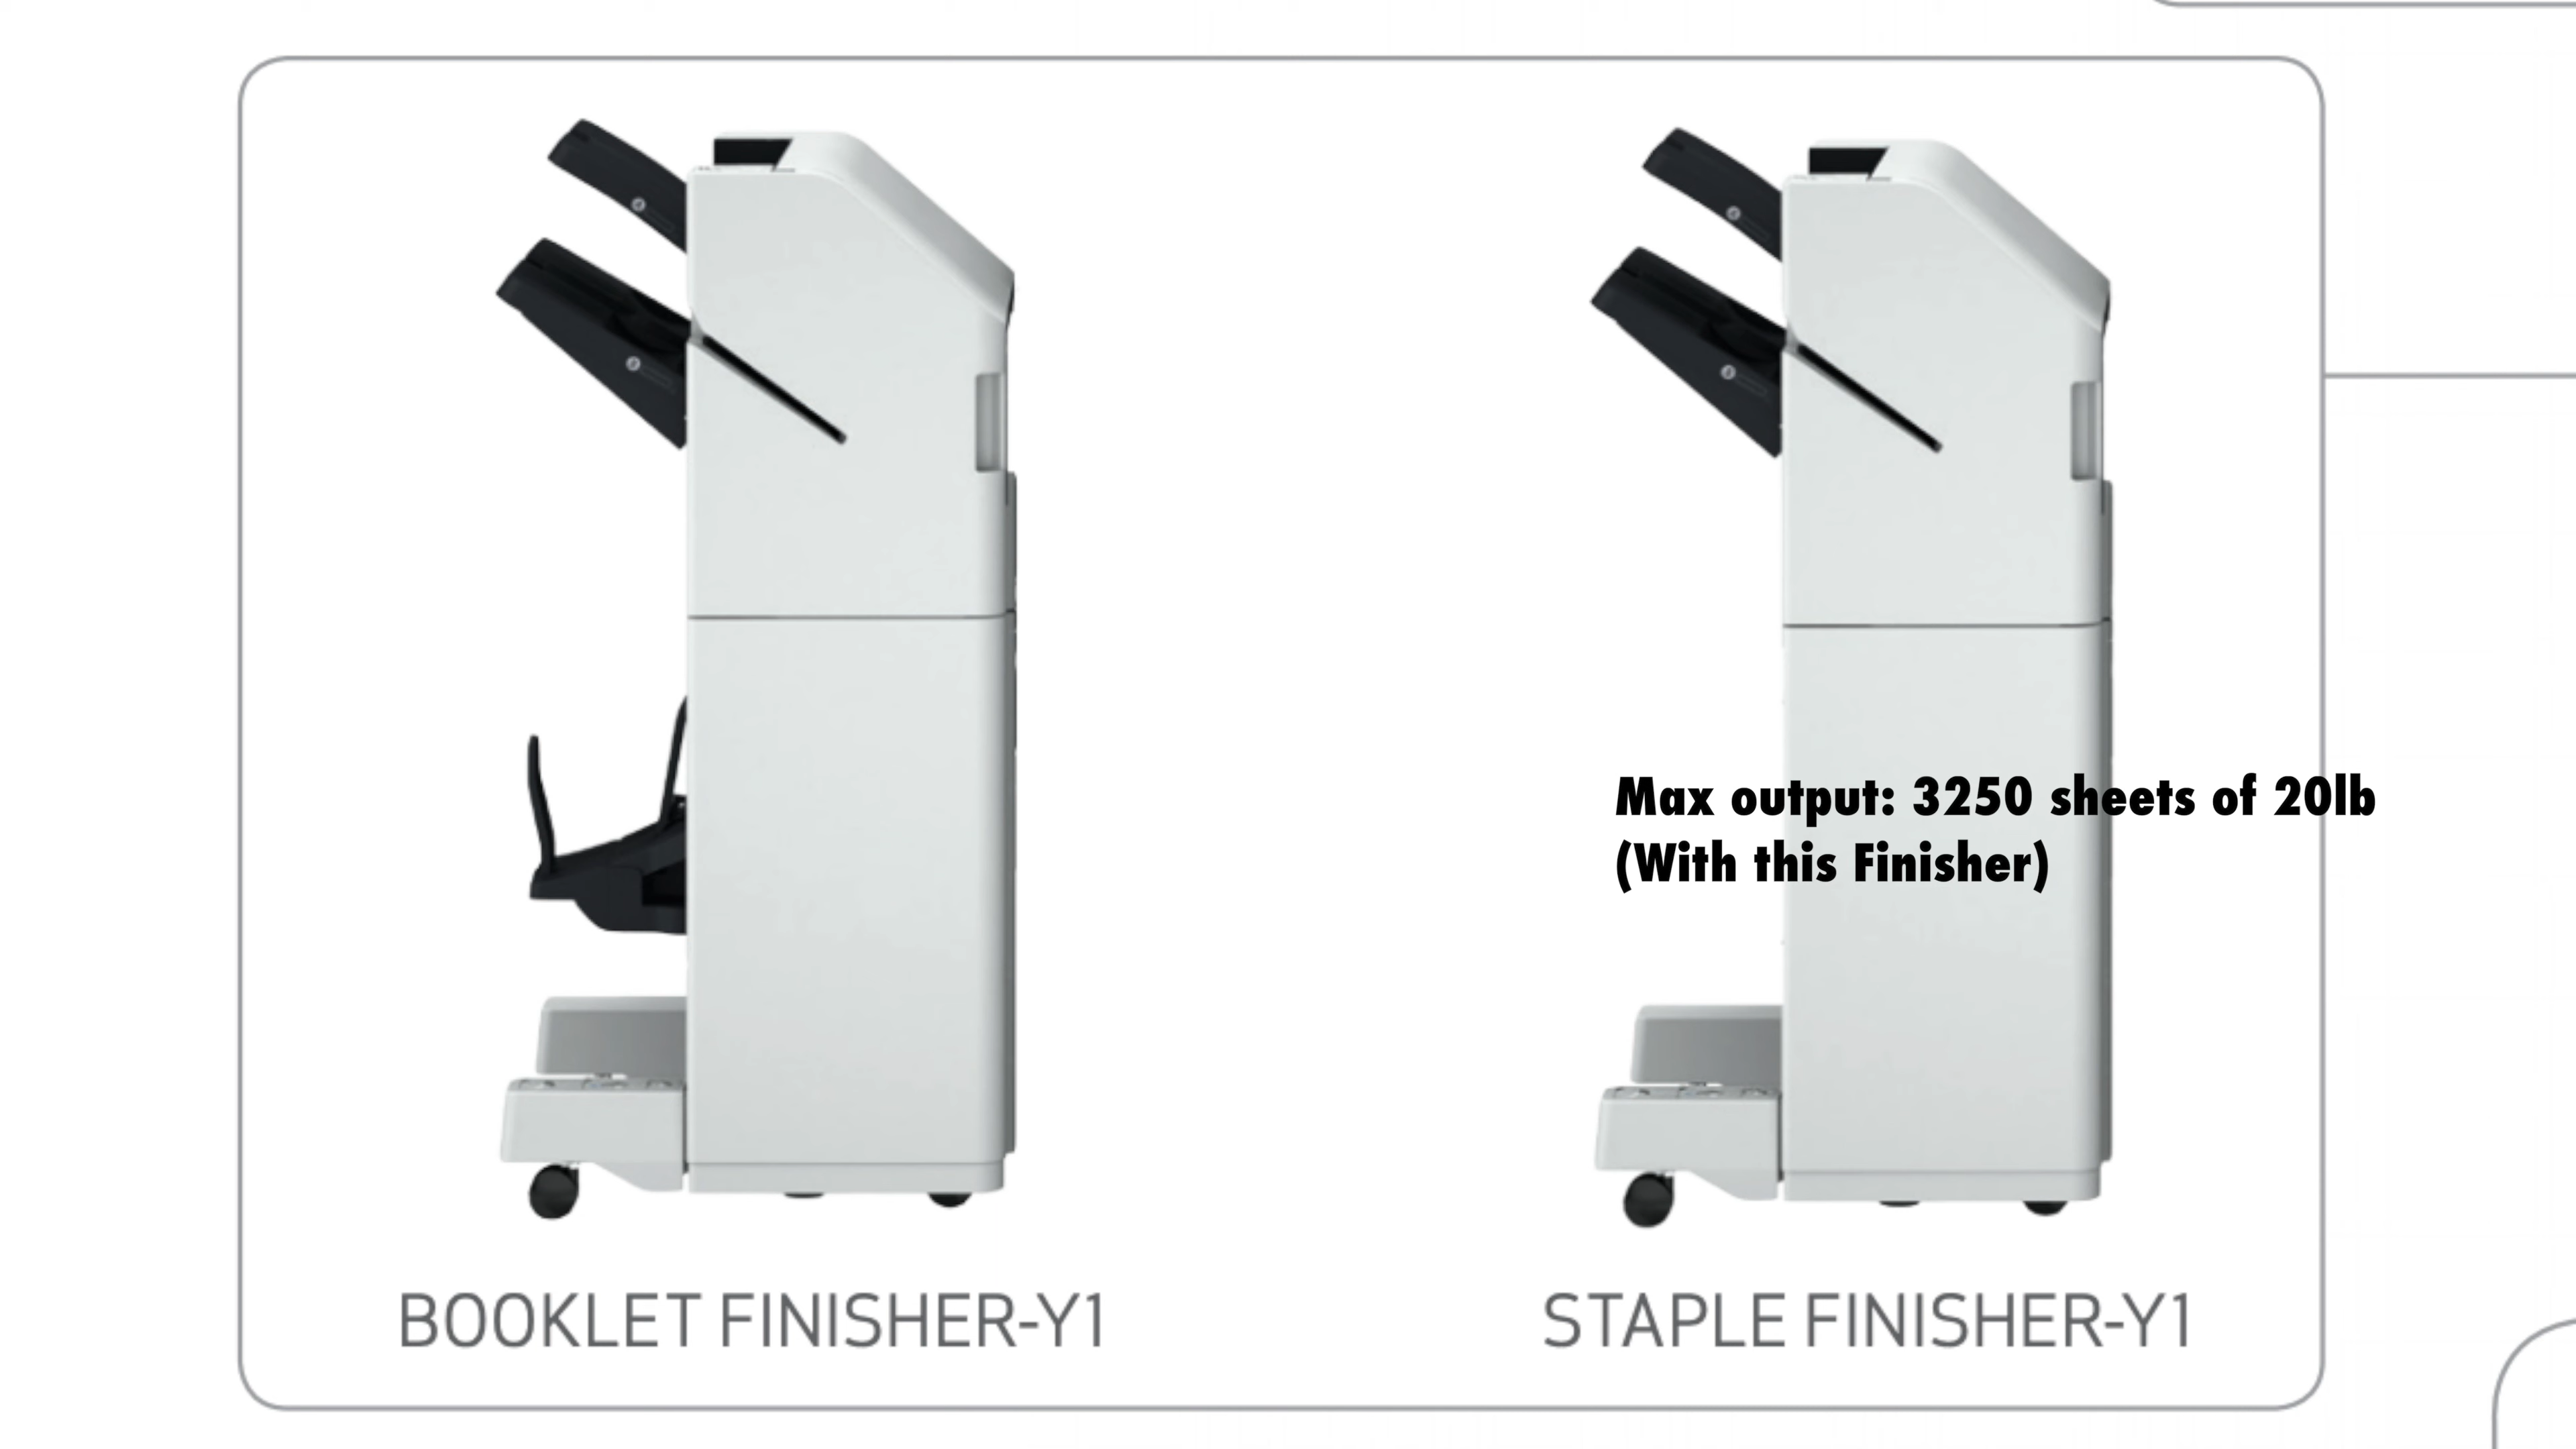 Max output: 3250 sheets of 20lb
(With this Finisher)
BOOKLET FINISHER-Y1
STAPLE FINISHER-Y1